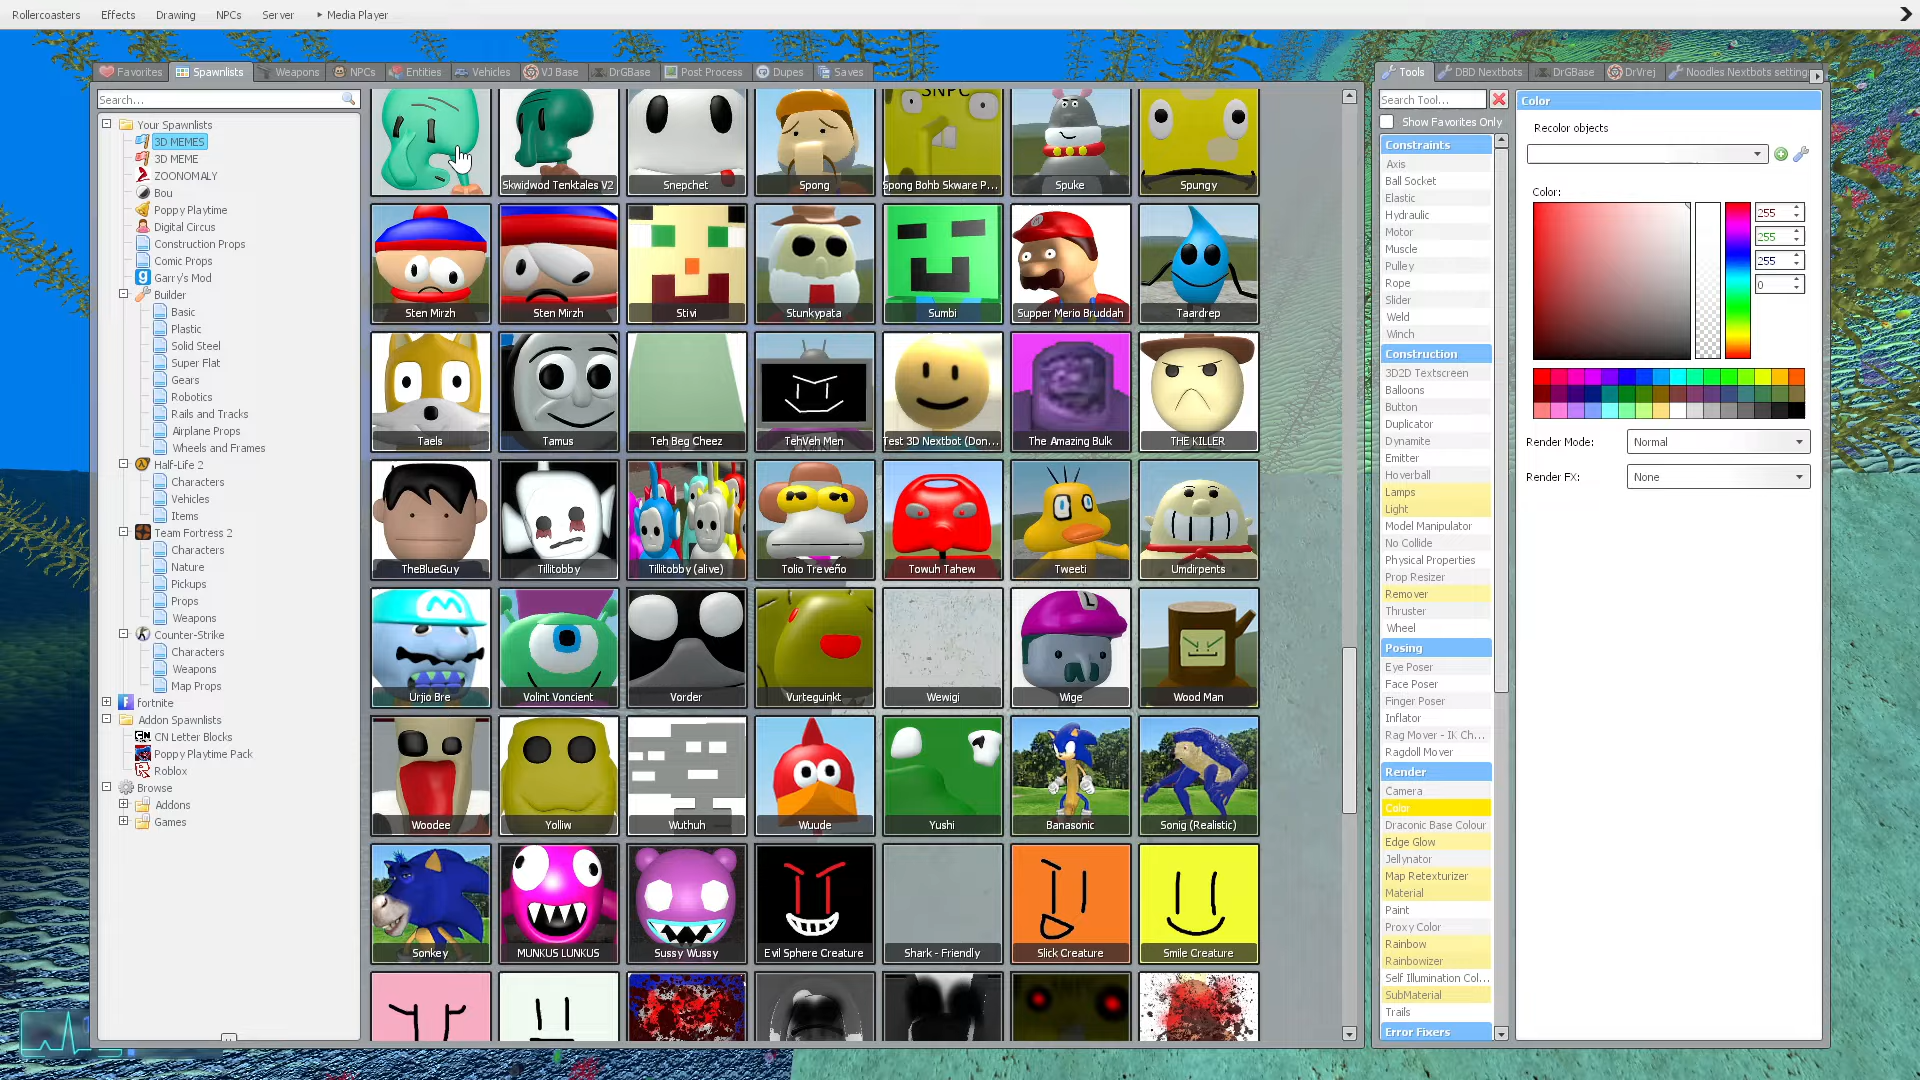 Rollercoasters Effects Drawing NPCs Server Media Player
Favorites Spawnlists Weapons NPCs Entities Vehicles VJ Base DrGBase Post Process Dupes Saves
Search...
Your Spawnlists
3D MEMES
3D MEME
ZOONOMALY
Bou
Poppy Playtime
Digital Circus
Construction Props
Comic Props
Garry's Mod
Builder
Basic
Plastic
Solid Steel
Super Flat
Gears
Robotics
Rails and Tracks
Airplane Props
Wheels and Frames
Half-Life 2
Characters
Vehicles
Items
Team Fortress 2
Characters
Nature
Pickups
Props
Weapons
Counter-Strike
Characters
Weapons
Map Props
fortnite
Addon Spawnlists
CN Letter Blocks
Poppy Playtime Pack
Roblox
Browse
Addons
Games
SNPC
Skwidwod Tenktales V2 Snepchet Spong Spong Bohb Skware P... Spuke Spungy
Sten Mirzh Sten Mirzh Stivi Stunkypata Sumbi Supper Merio Bruddah Taardrep
Taels Tamus Teh Beg Cheez TehVeh Men Test 3D Nextbot (Don... The Amazing Bulk THE KILLER
TheBlueGuy Tillitobby Tillitobby (alive) Tolio Treveño Towuh Tahew Tweeti Umdirpents
Urjio Bre Volint Voncient Vorder Vurteguinkt Wewigi Wige Wood Man
Woodee Yolliw Wuthuh Wuude Yushi Banasonic Sonig (Realistic)
Sonkey MUNKUS LUNKUS Sussy Wussy Evil Sphere Creature Shark - Friendly Slick Creature Smile Creature
Tools DBD Nextbots DrGBase DrVrej Noodles Nextbots setting
Search Tool...
Show Favorites Only
Constraints
Axis
Ball Socket
Elastic
Hydraulic
Motor
Muscle
Pulley
Rope
Slider
Weld
Winch
Construction
3D2D Textscreen
Balloons
Button
Duplicator
Dynamite
Emitter
Hoverball
Lamps
Light
Model Manipulator
No Collide
Physical Properties
Prop Resizer
Remover
Thruster
Wheel
Posing
Eye Poser
Face Poser
Finger Poser
Inflator
Rag Mover - IK Ch...
Ragdoll Mover
Render
Camera
Color
Draconic Base Colour
Edge Glow
Jellynator
Map Retexturizer
Material
Paint
Proxy Color
Rainbow
Rainbowizer
Self Illumination Col...
SubMaterial
Trails
Error Fixers
Color
Recolor objects
Color:
255
255
255
0
Render Mode: Normal
Render FX: None